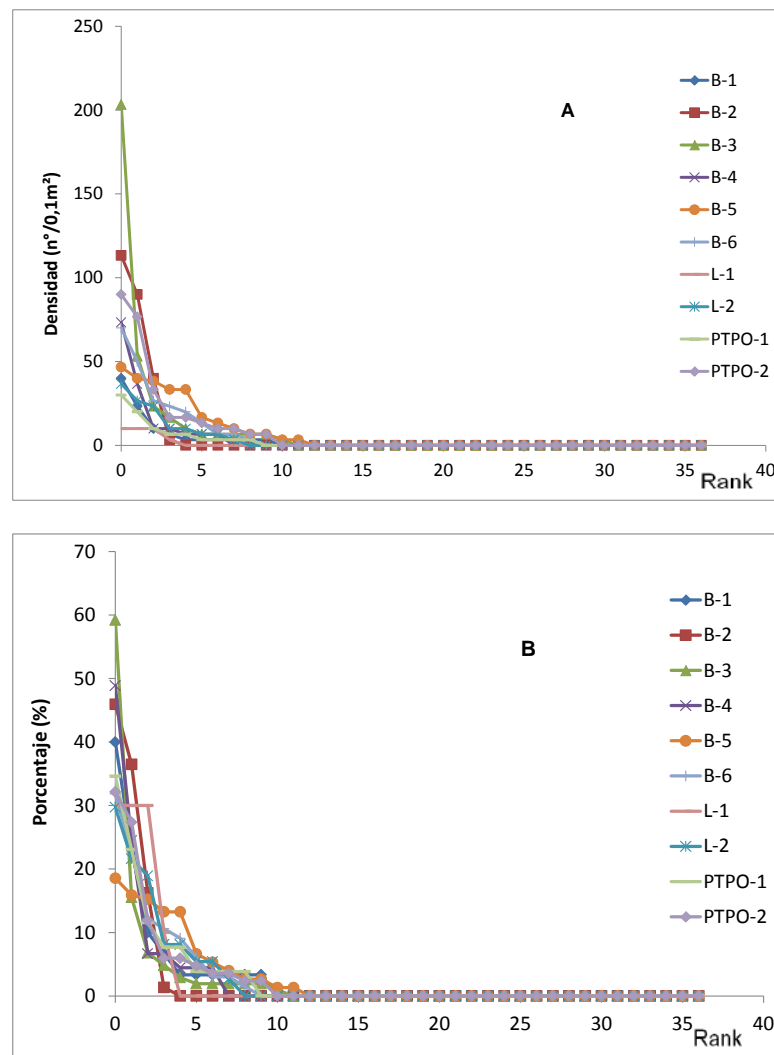 250
200
150
100
50
0
0 5 10 15 20 25 30 35 40
Densidad (n°/0,1m²)
Rank
A
B-1
B-2
B-3
B-4
B-5
B-6
L-1
L-2
PTPO-1
PTPO-2
70
60
50
40
30
20
10
0
0 5 10 15 20 25 30 35 40
Porcentaje (%)
Rank
B
B-1
B-2
B-3
B-4
B-5
B-6
L-1
L-2
PTPO-1
PTPO-2